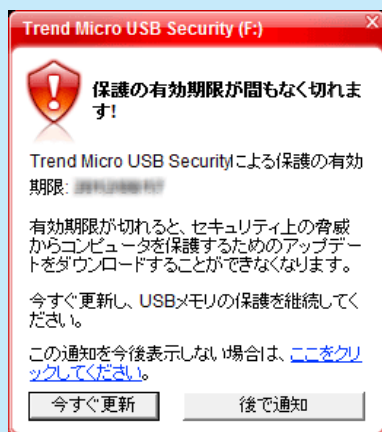 Trend Micro USB Security (F:)
保護の有効期限が間もなく切れま
す!
Trend Micro USB Securityによる保護の有効
期限:
有効期限が切れると、セキュリティ上の脅威
からコンピュータを保護するためのアップデー
トをダウンロードすることができなくなります。
今すぐ更新し、USBメモリの保護を継続してく
ださい。
この通知を今後表示しない場合は、ここをクリ
ックしてください。
今すぐ更新
後で通知